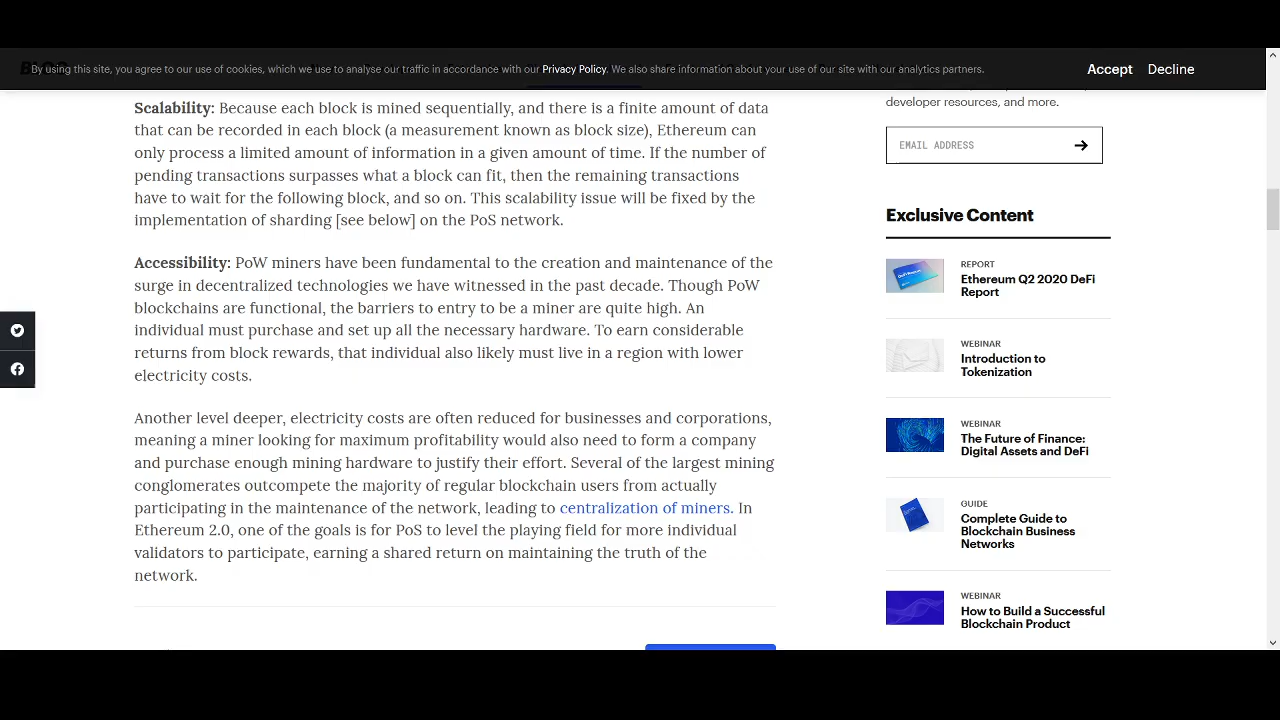 By using this site, you agree to our use of cookies, which we use to analyse our traffic in accordance with our Privacy Policy. We also share information about your use of our site with our analytics partners.
Accept
Decline
Scalability: Because each block is mined sequentially, and there is a finite amount of data
that can be recorded in each block (a measurement known as block size), Ethereum can
only process a limited amount of information in a given amount of time. If the number of
pending transactions surpasses what a block can fit, then the remaining transactions
have to wait for the following block, and so on. This scalability issue will be fixed by the
implementation of sharding [see below] on the PoS network.
Accessibility: PoW miners have been fundamental to the creation and maintenance of the
surge in decentralized technologies we have witnessed in the past decade. Though PoW
blockchains are functional, the barriers to entry to be a miner are quite high. An
individual must purchase and set up all the necessary hardware. To earn considerable
returns from block rewards, that individual also likely must live in a region with lower
electricity costs.
Another level deeper, electricity costs are often reduced for businesses and corporations,
meaning a miner looking for maximum profitability would also need to form a company
and purchase enough mining hardware to justify their effort. Several of the largest mining
conglomerates outcompete the majority of regular blockchain users from actually
participating in the maintenance of the network, leading to centralization of miners. In
Ethereum 2.0, one of the goals is for PoS to level the playing field for more individual
validators to participate, earning a shared return on maintaining the truth of the
network.
developer resources, and more.
EMAIL ADDRESS
Exclusive Content
REPORT
Ethereum Q2 2020 DeFi
Report
WEBINAR
Introduction to
Tokenization
WEBINAR
The Future of Finance:
Digital Assets and DeFi
GUIDE
Complete Guide to
Blockchain Business
Networks
WEBINAR
How to Build a Successful
Blockchain Product